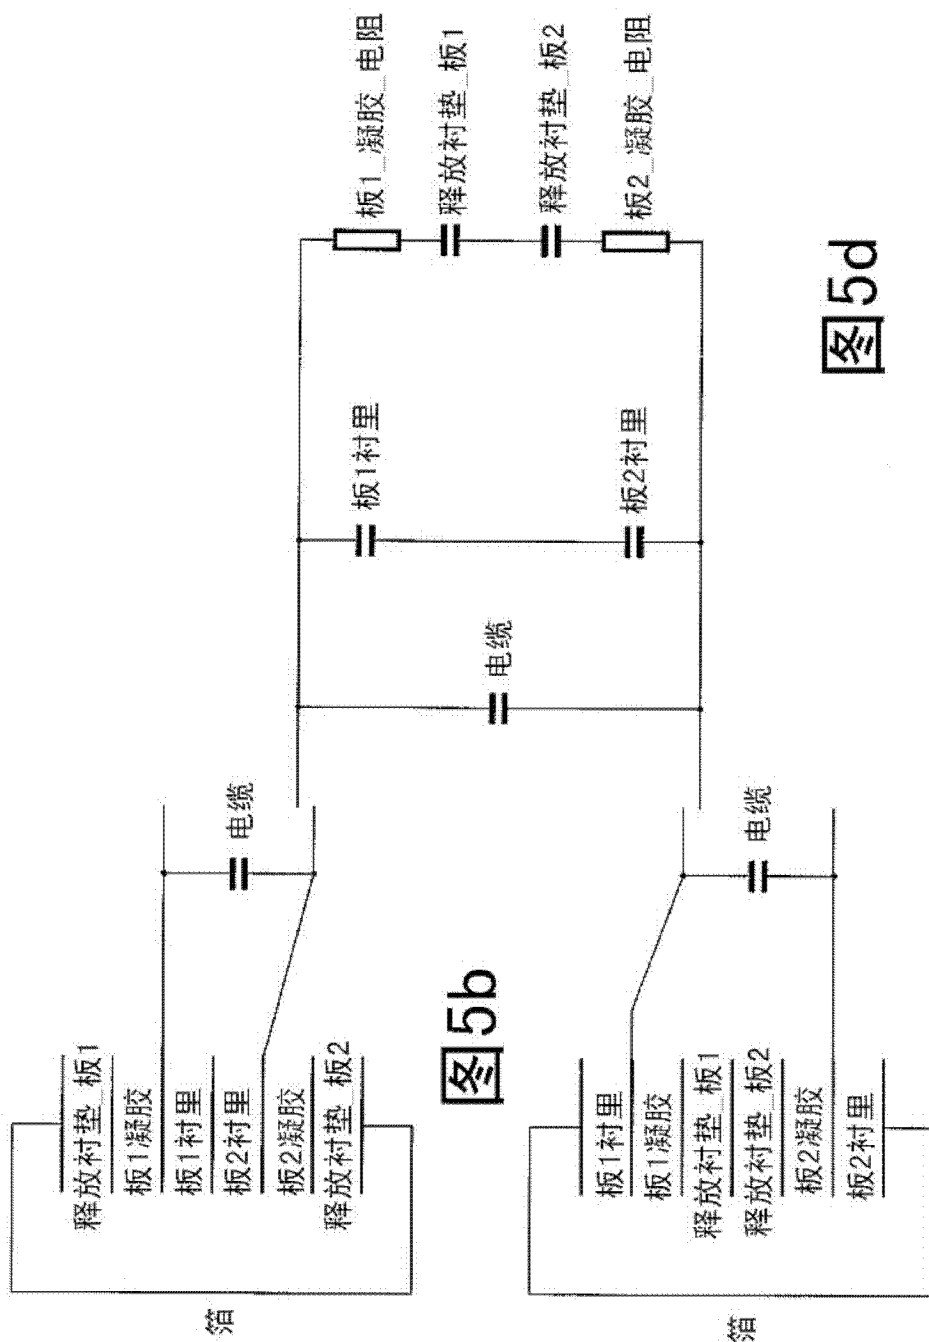 释放衬垫_板1
板1凝胶
板1衬里
板2衬里
板2凝胶
释放衬垫_板2
箔
电缆
图5b
板1衬里
板1凝胶
释放衬垫_板1
释放衬垫_板2
板2凝胶
板2衬里
箔
电缆
电缆
板1衬里
板2衬里
板1_凝胶_电阻
释放衬垫_板1
释放衬垫_板2
板2_凝胶_电阻
图5d